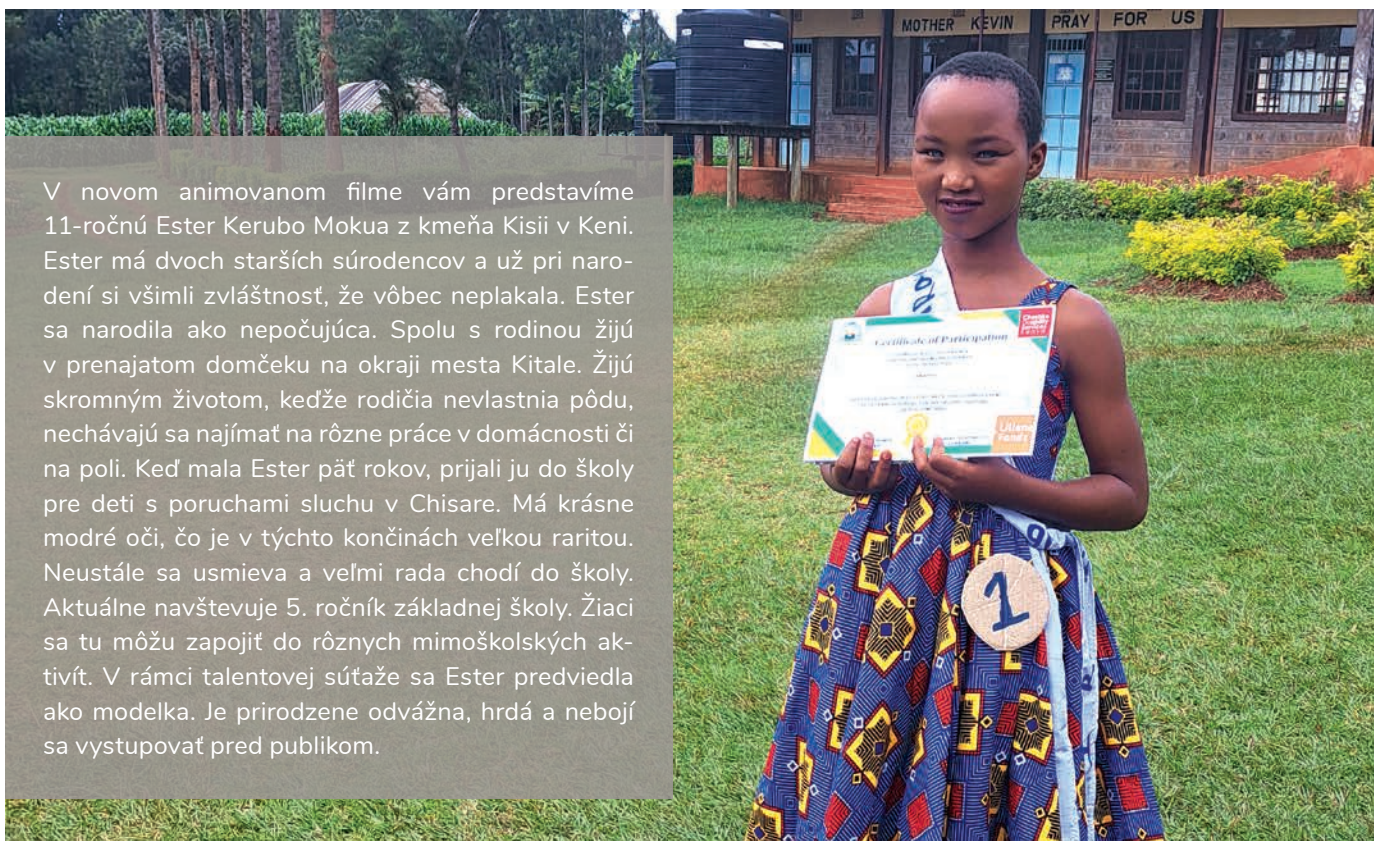 MOTHER KEVIN PRAY FOR US
V novom animovanom filme vám predstavíme
11-ročnú Ester Kerubo Mokua z kmeňa Kisii v Keni.
Ester má dvoch starších súrodencov a už pri naro-
dení si všimli zvláštnosť, že vôbec neplakala. Ester
sa narodila ako nepočujúca. Spolu s rodinou žijú
v prenajatom domčeku na okraji mesta Kitale. Žijú
skromným životom, keďže rodičia nevlastnia pôdu,
nechávajú sa najímať na rôzne práce v domácnosti či
na poli. Keď mala Ester päť rokov, prijali ju do školy
pre deti s poruchami sluchu v Chisare. Má krásne
modré oči, čo je v týchto končinách veľkou raritou.
Neustále sa usmieva a veľmi rada chodí do školy.
Aktuálne navštevuje 5. ročník základnej školy. Žiaci
sa tu môžu zapojiť do rôznych mimoškolských ak-
tivít. V rámci talentovej súťaže sa Ester predviedla
ako modelka. Je prirodzene odvážna, hrdá a nebojí
sa vystupovať pred publikom.
Certificate of Participation
Liliane
Fonds
1